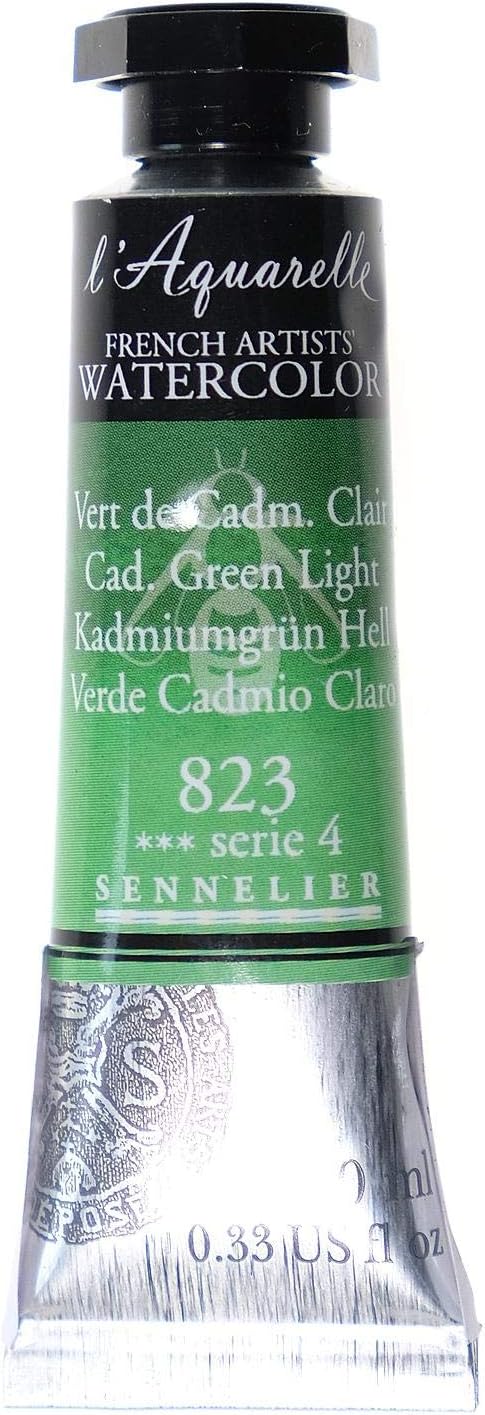 l'Aquarelle
FRENCH ARTISTS'
WATERCOLOR
Vert de Cadm. Clair
Cad. Green Light
Kadmiumgrün Hell
Verde Cadmio Claro
823
*** serie 4
SENNELIER
S
ml
0.33 US fl oz